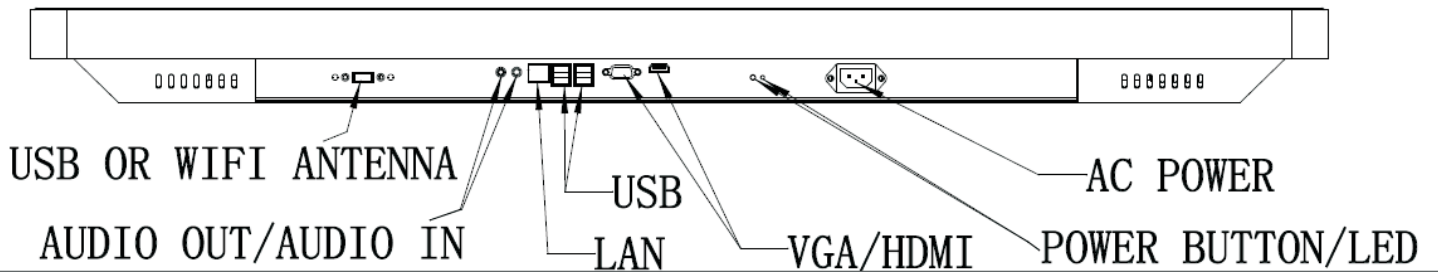 USB OR WIFI ANTENNA
USB
AC POWER
AUDIO OUT/AUDIO IN
LAN
VGA/HDMI
POWER BUTTON/LED